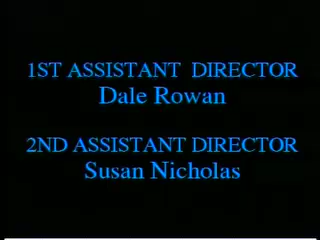 1ST ASSISTANT DIRECTOR
Dale Rowan
2ND ASSISTANT DIRECTOR
Susan Nicholas